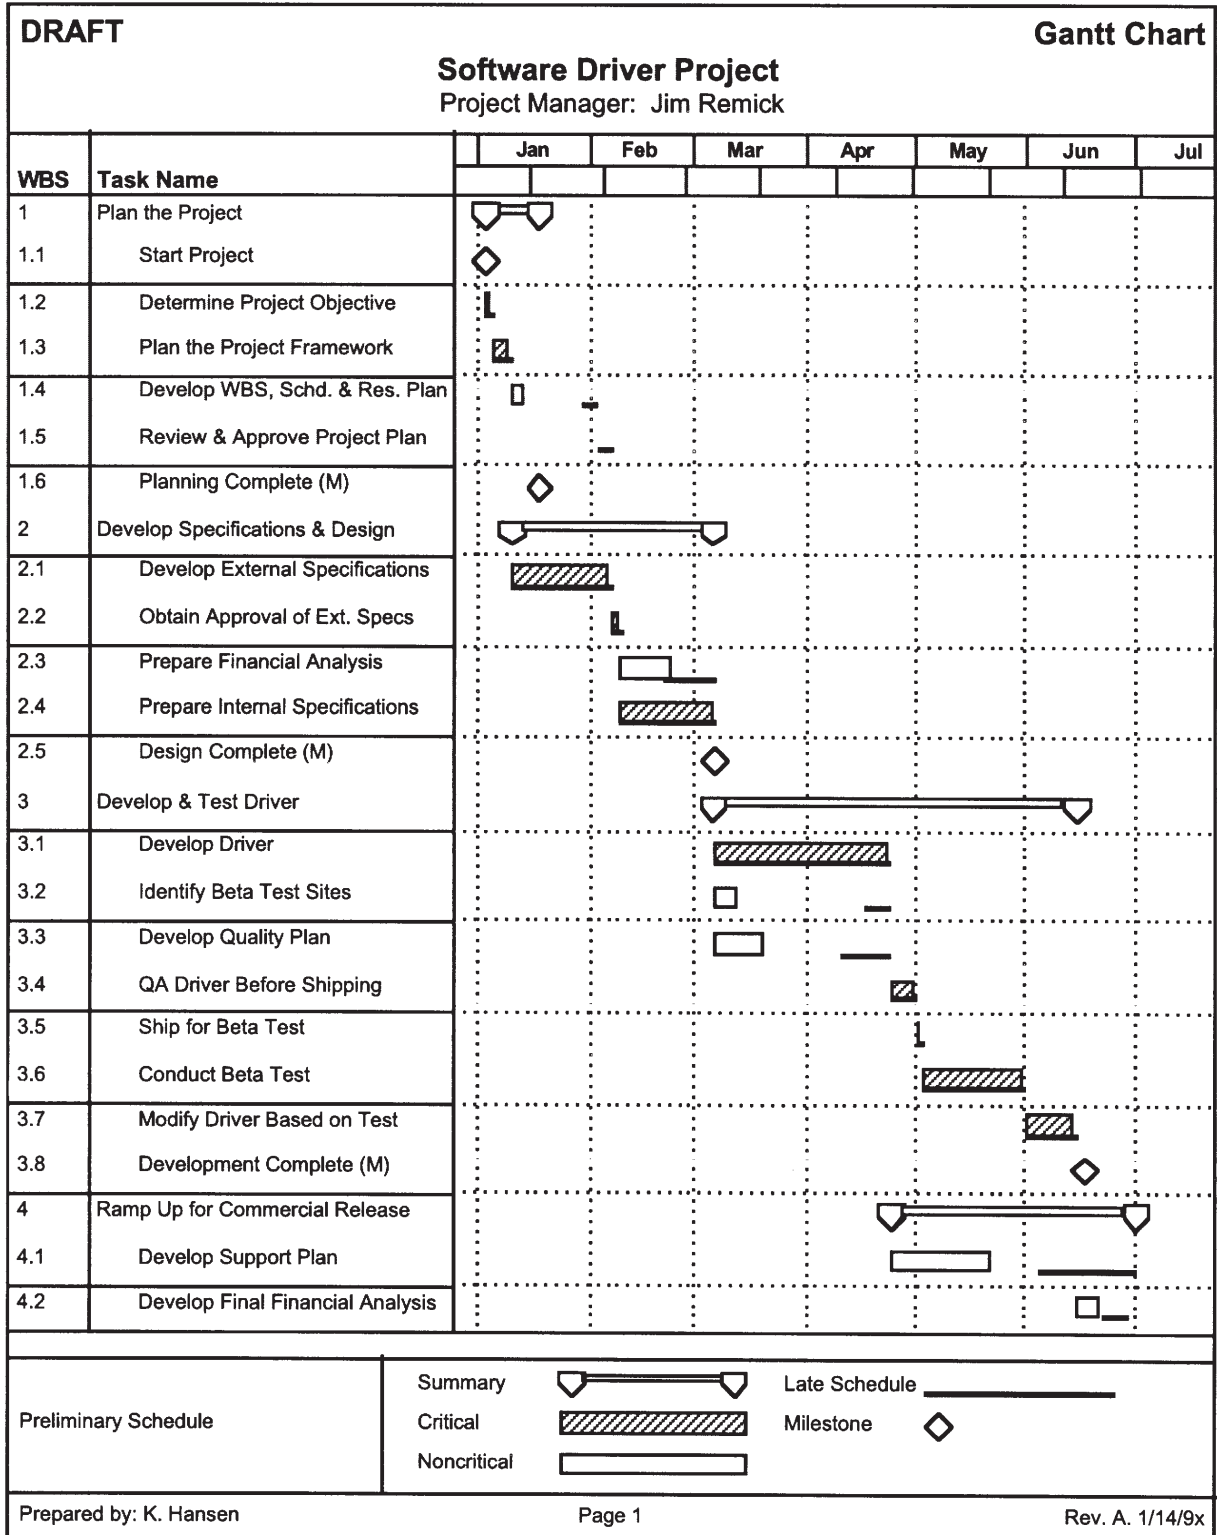 DRAFT Gantt Chart
Software Driver Project
Project Manager: Jim Remick
Jan Feb Mar Apr May Jun Jul
WBS Task Name
1 Plan the Project
1.1 Start Project
1.2 Determine Project Objective
1.3 Plan the Project Framework
1.4 Develop WBS, Schd. & Res. Plan
1.5 Review & Approve Project Plan
1.6 Planning Complete (M)
2 Develop Specifications & Design
2.1 Develop External Specifications
2.2 Obtain Approval of Ext. Specs
2.3 Prepare Financial Analysis
2.4 Prepare Internal Specifications
2.5 Design Complete (M)
3 Develop & Test Driver
3.1 Develop Driver
3.2 Identify Beta Test Sites
3.3 Develop Quality Plan
3.4 QA Driver Before Shipping
3.5 Ship for Beta Test
3.6 Conduct Beta Test
3.7 Modify Driver Based on Test
3.8 Development Complete (M)
4 Ramp Up for Commercial Release
4.1 Develop Support Plan
4.2 Develop Final Financial Analysis
Preliminary Schedule
Summary Late Schedule
Critical Milestone
Noncritical
Prepared by: K. Hansen Page 1 Rev. A. 1/14/9x